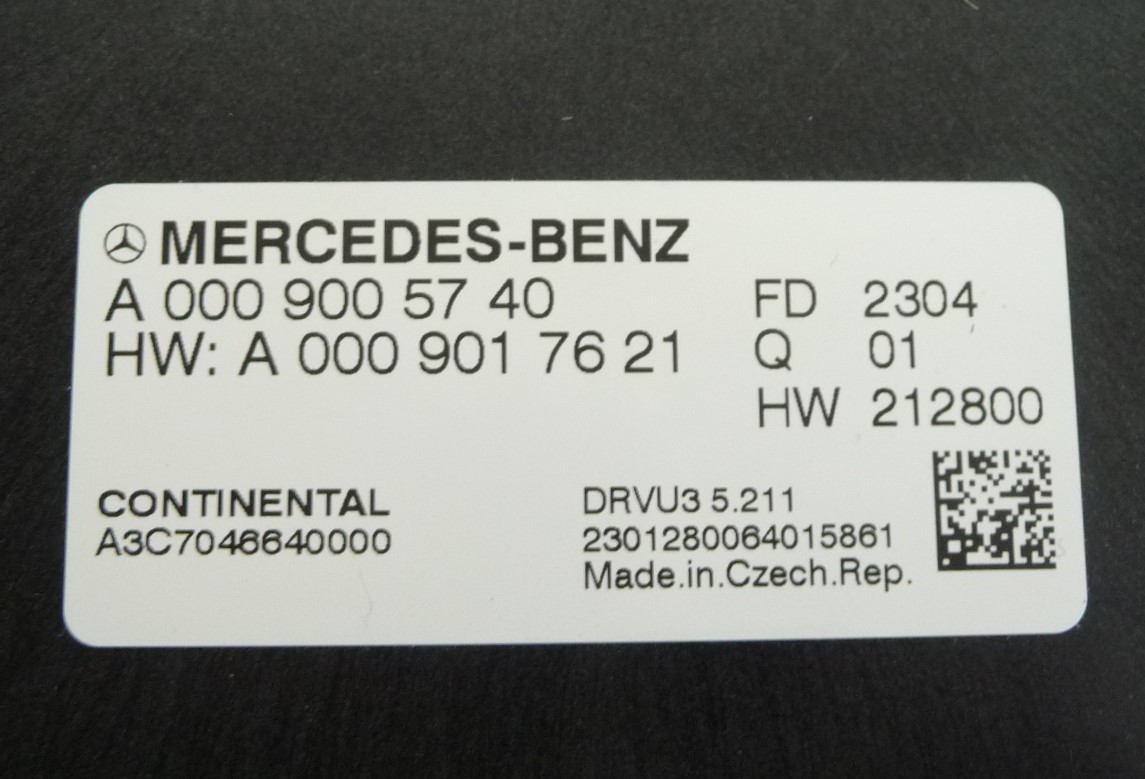 MERCEDES-BENZ
A 000 900 57 40
HW: A 000 901 76 21
FD 2304
Q 01
HW 212800
CONTINENTAL
A3C7046640000
DRVU3 5.211
2301280064015861
Made.in.Czech.Rep.